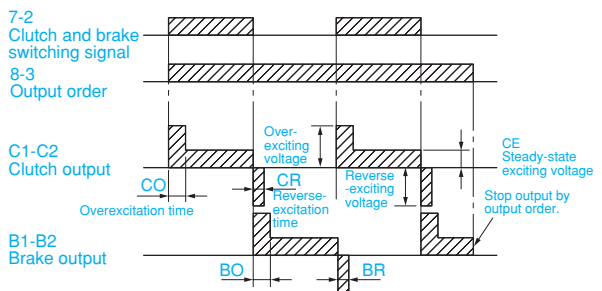 7-2
Clutch and brake
switching signal
8-3
Output order
C1-C2
Clutch output
CO
Overexcitation time
Over-
exciting
voltage
CR
Reverse-
excitation
time
Reverse
-exciting
voltage
CE
Steady-state
exciting voltage
Stop output by
output order.
B1-B2
Brake output
BO
BR